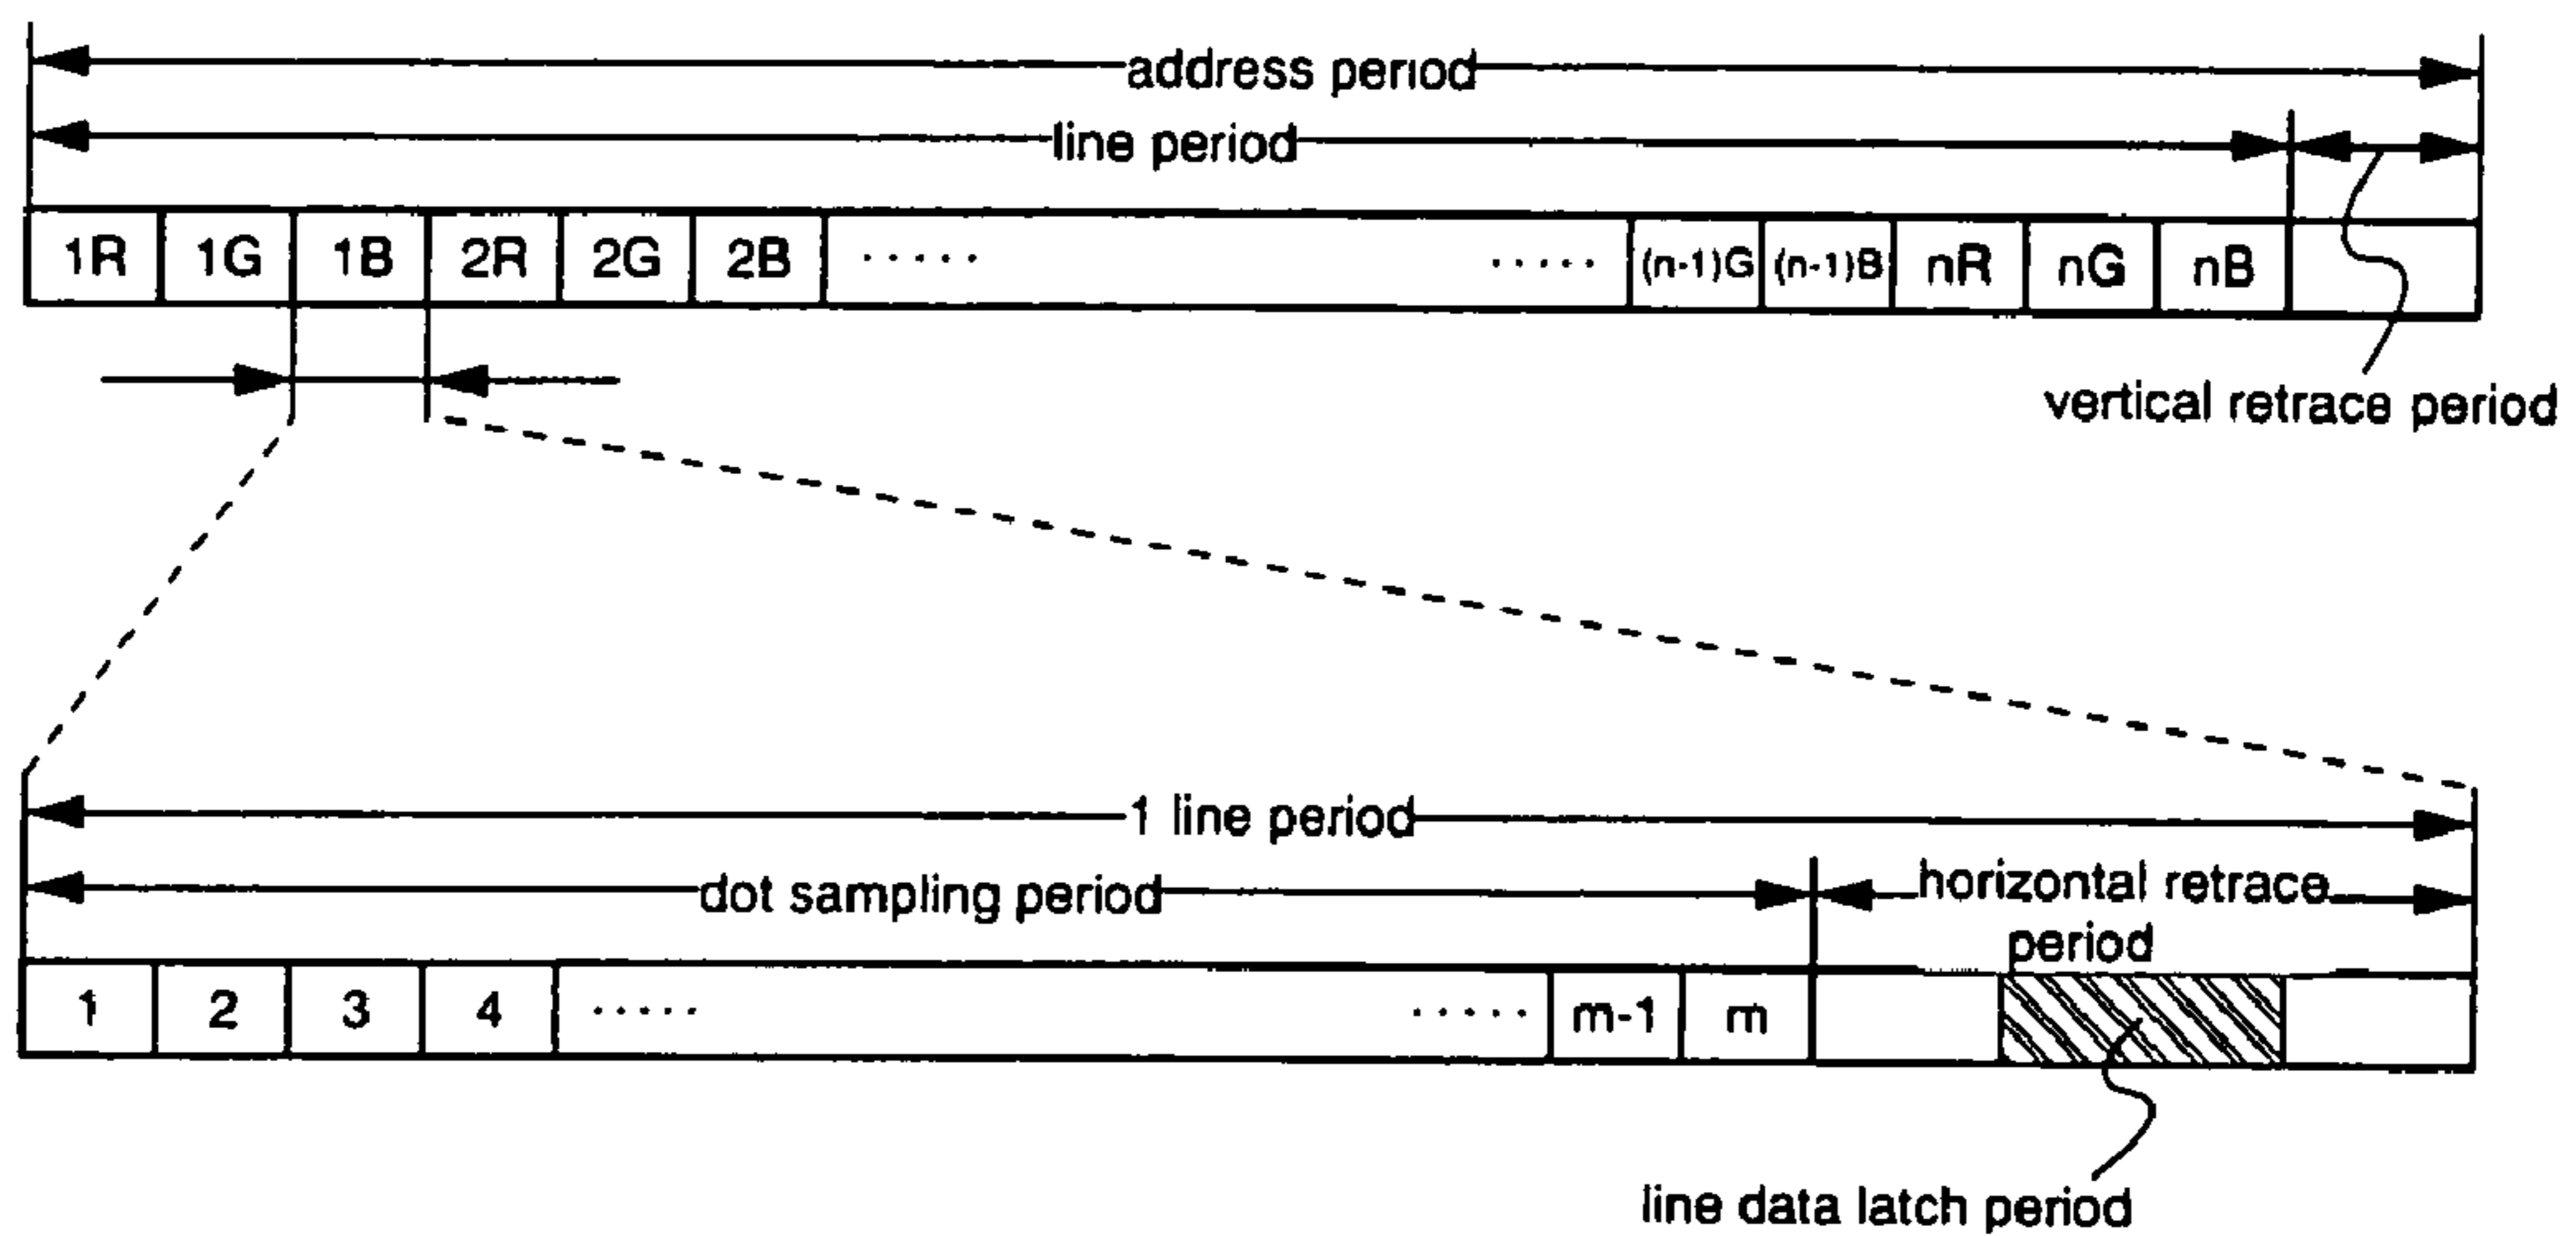 address period
line period
1R 1G 1B 2R 2G 2B ····· ····· (n-1)G (n-1)B nR nG nB
vertical retrace period
1 line period
dot sampling period horizontal retrace
period
1 2 3 4 ····· ····· m-1 m
line data latch period